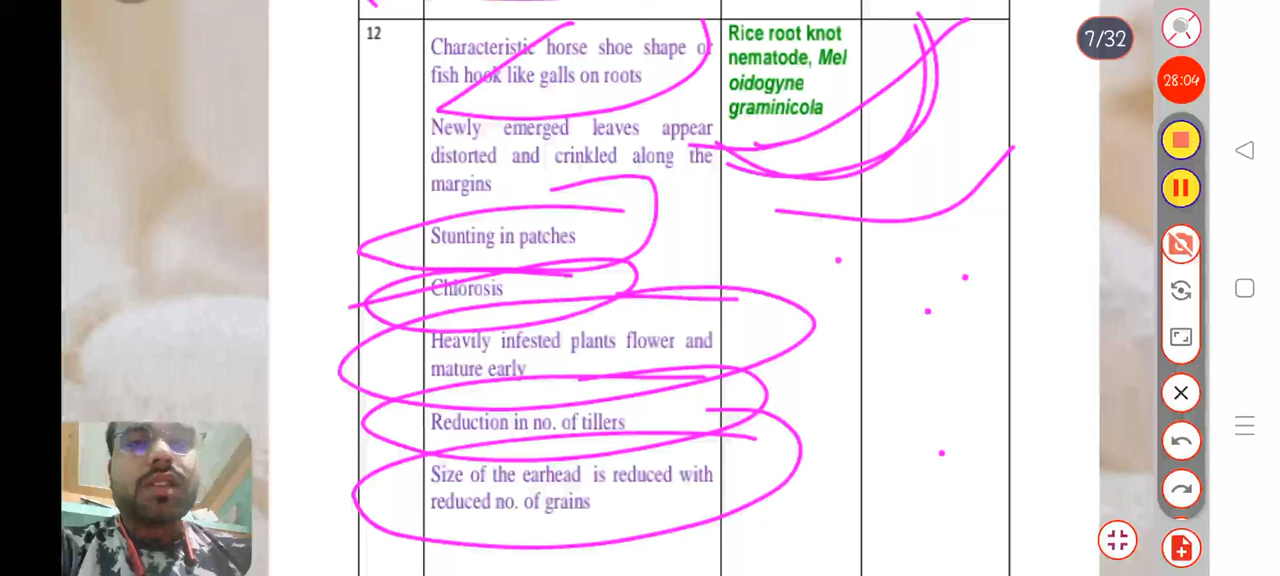 12
Characteristic horse shoe shape or
fish hook like galls on roots
Newly emerged leaves appear
distorted and crinkled along the
margins
Stunting in patches
Chlorosis
Heavily infested plants flower and
mature early
Reduction in no. of tillers
Size of the earhead is reduced with
reduced no. of grains
Rice root knot
nematode, Mel
oidogyne
graminicola
7/32
28:04